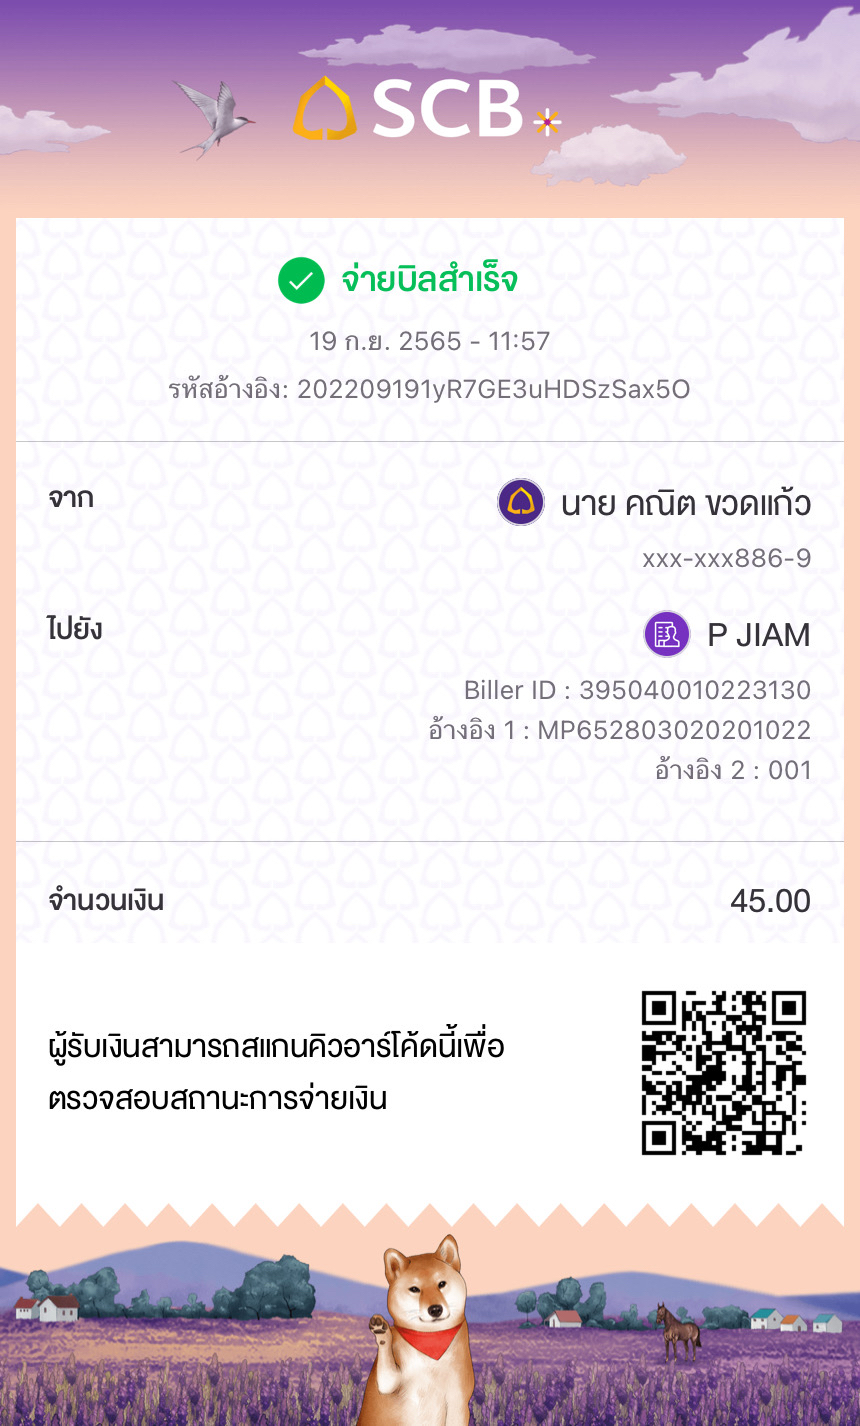 SCB
จ่ายบิลสำเร็จ
19 ก.ย. 2565 - 11:57
รหัสอ้างอิง: 202209191yR7GE3uHDSzSax5O
จาก
นาย คณิต ขวดแก้ว
xxx-xxx886-9
ไปยัง
P JIAM
Biller ID : 395040010223130
อ้างอิง 1 : MP652803020201022
อ้างอิง 2 : 001
จำนวนเงิน 45.00
ผู้รับเงินสามารถสแกนคิวอาร์โค้ดนี้เพื่อ
ตรวจสอบสถานะการจ่ายเงิน